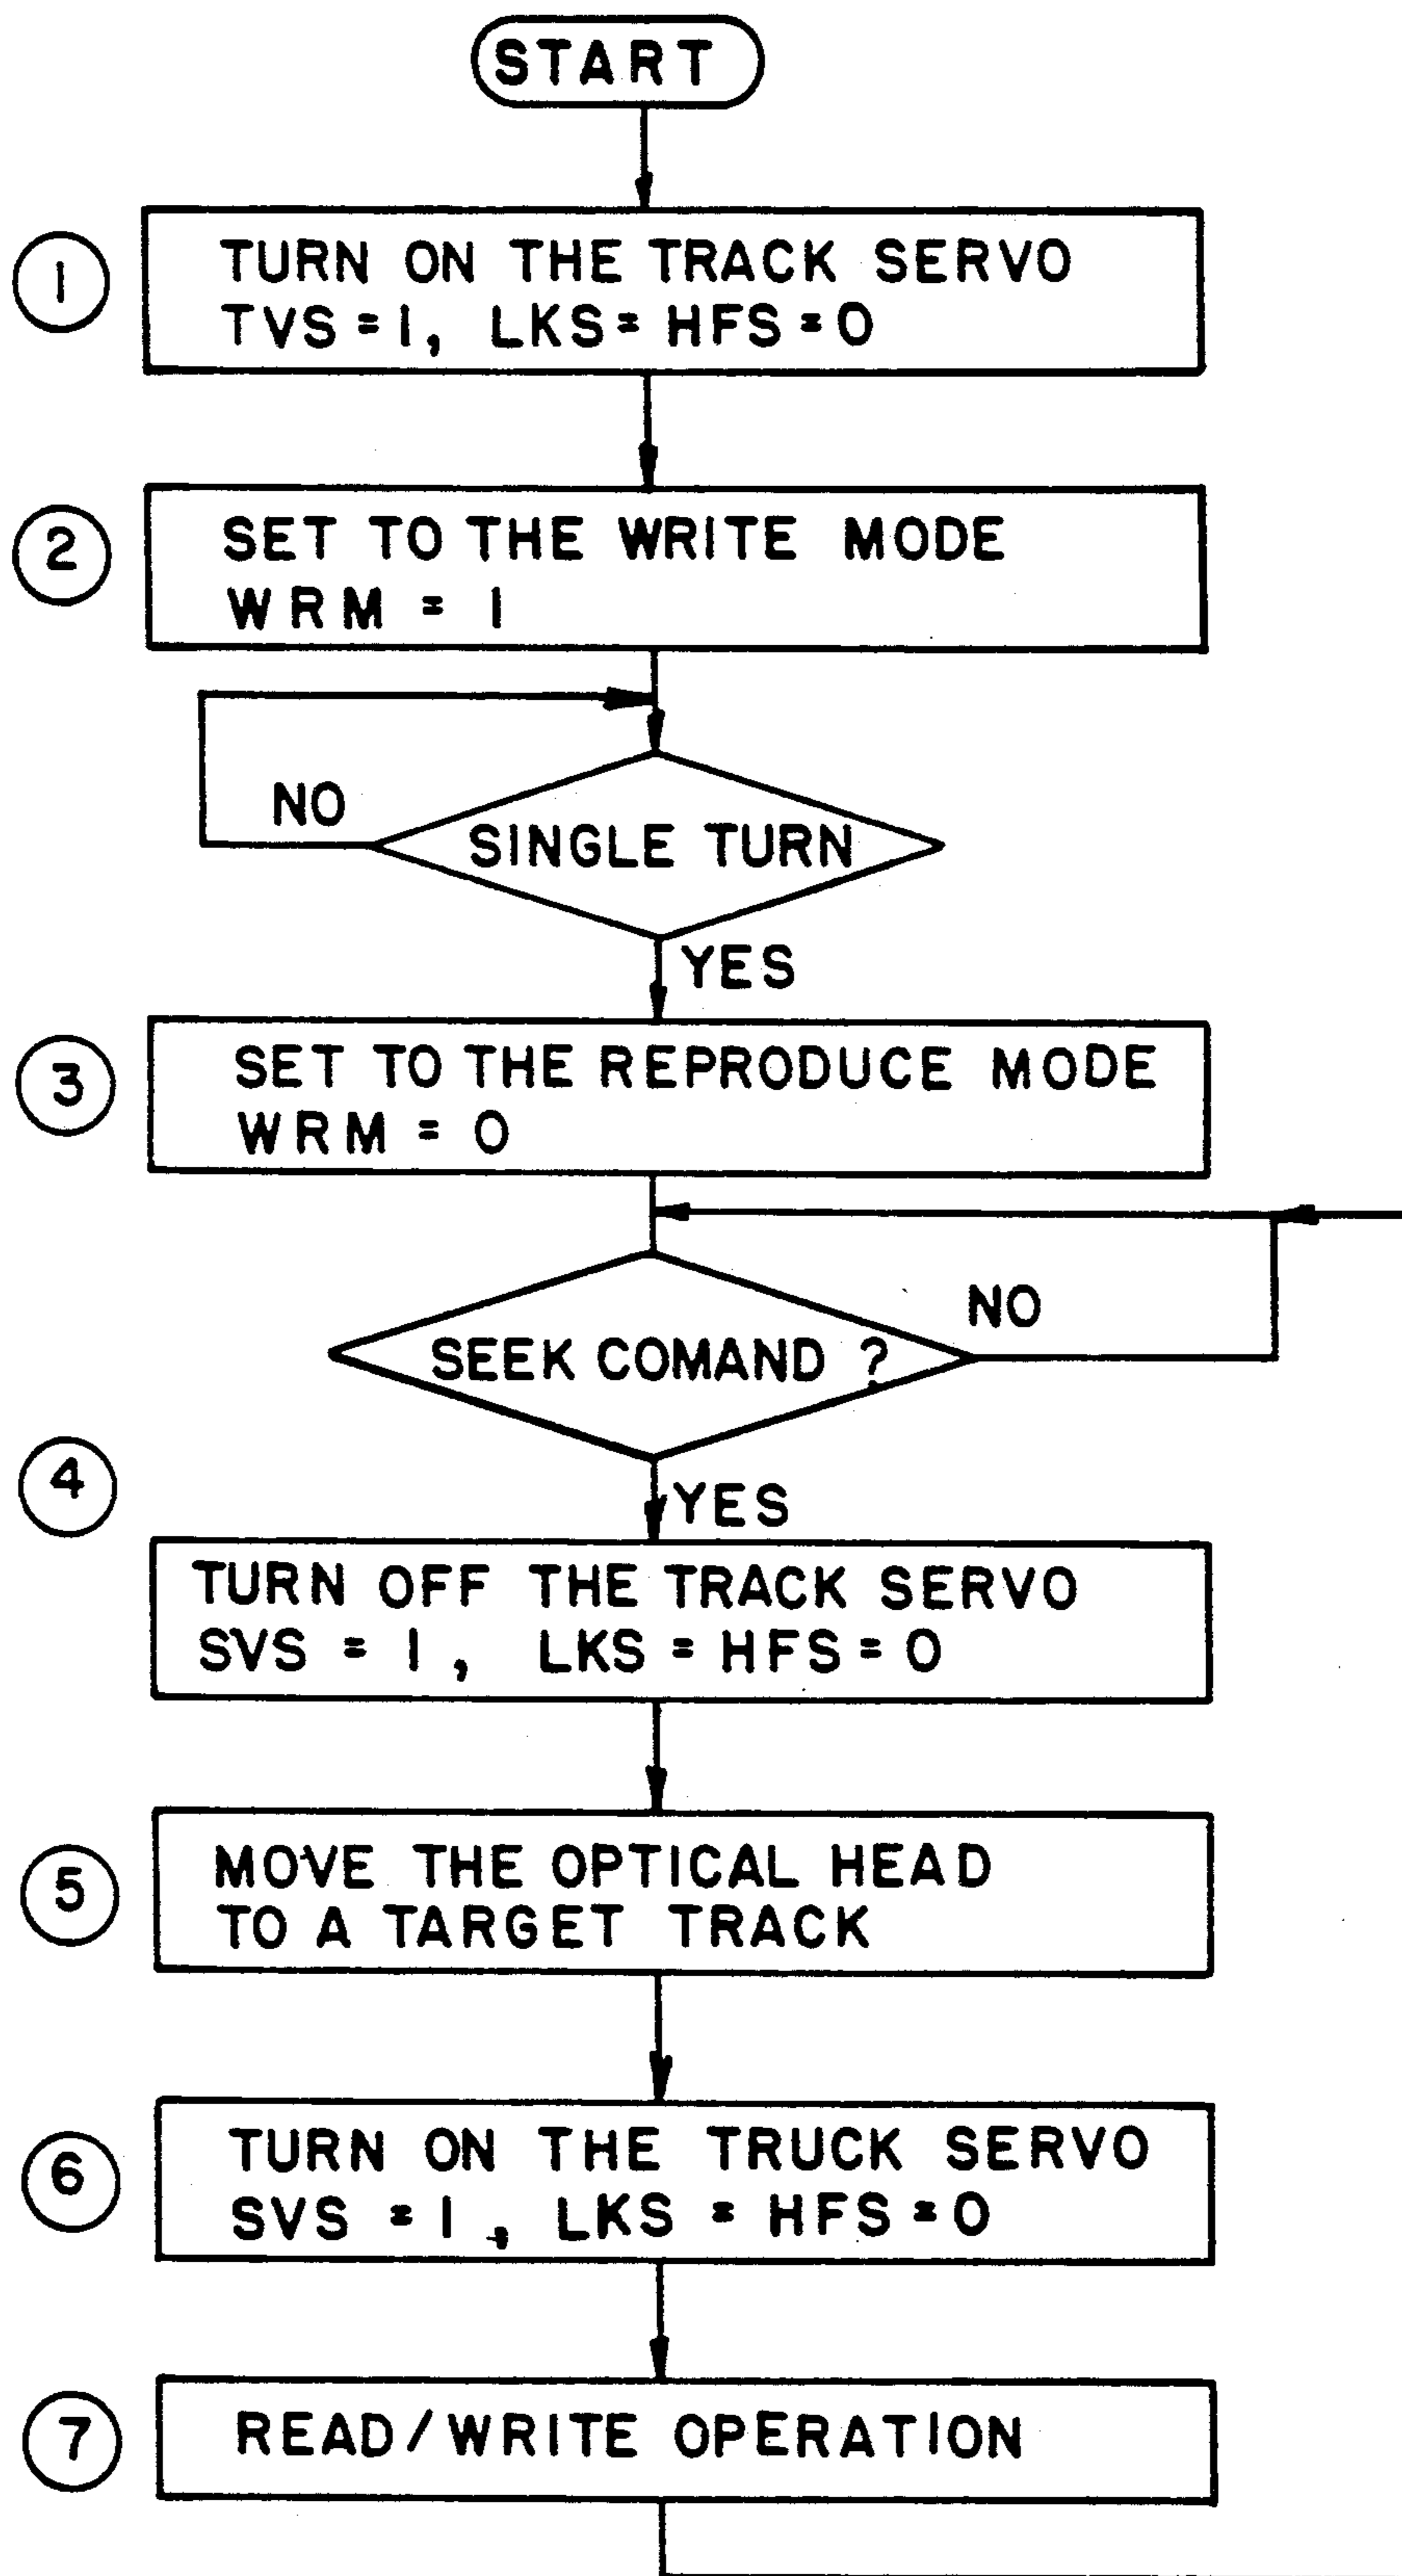 START
1
TURN ON THE TRACK SERVO
TVS = 1, LKS = HFS = 0
2
SET TO THE WRITE MODE
WRM = 1
NO
SINGLE TURN
YES
3
SET TO THE REPRODUCE MODE
WRM = 0
NO
SEEK COMAND ?
4
YES
TURN OFF THE TRACK SERVO
SVS = 1, LKS = HFS = 0
5
MOVE THE OPTICAL HEAD
TO A TARGET TRACK
6
TURN ON THE TRUCK SERVO
SVS = 1, LKS = HFS = 0
7
READ/WRITE OPERATION